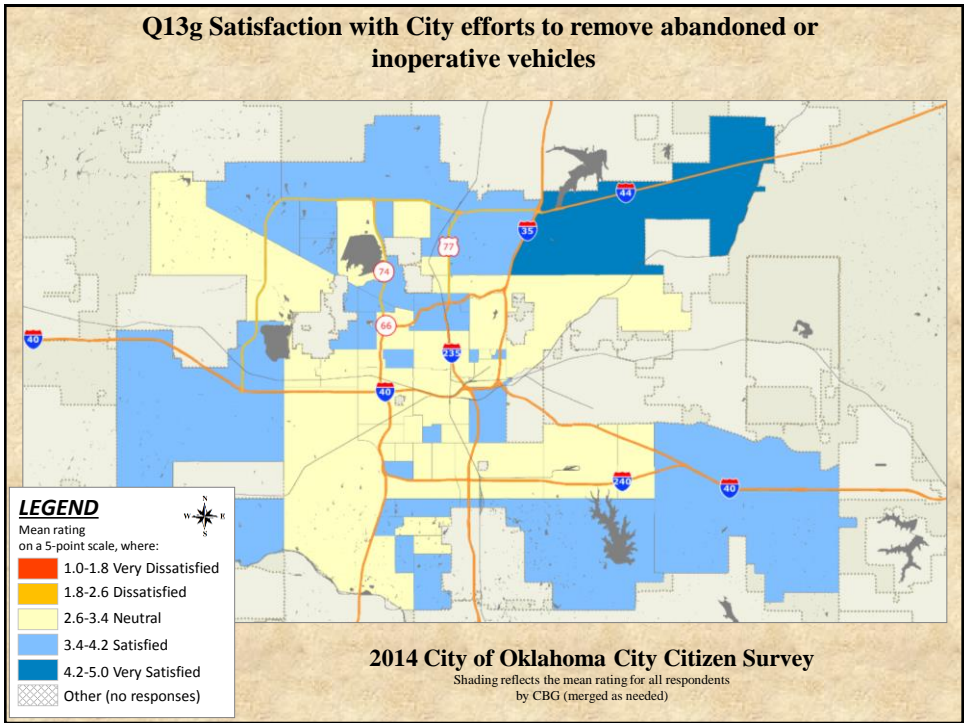 Q13g Satisfaction with City efforts to remove abandoned or
inoperative vehicles
44
35
77
74
66
40
235
40
240
40
LEGEND
Mean rating
on a 5-point scale, where:
1.0-1.8 Very Dissatisfied
1.8-2.6 Dissatisfied
2.6-3.4 Neutral
3.4-4.2 Satisfied
4.2-5.0 Very Satisfied
Other (no responses)
N
W E
S
2014 City of Oklahoma City Citizen Survey
Shading reflects the mean rating for all respondents
by CBG (merged as needed)